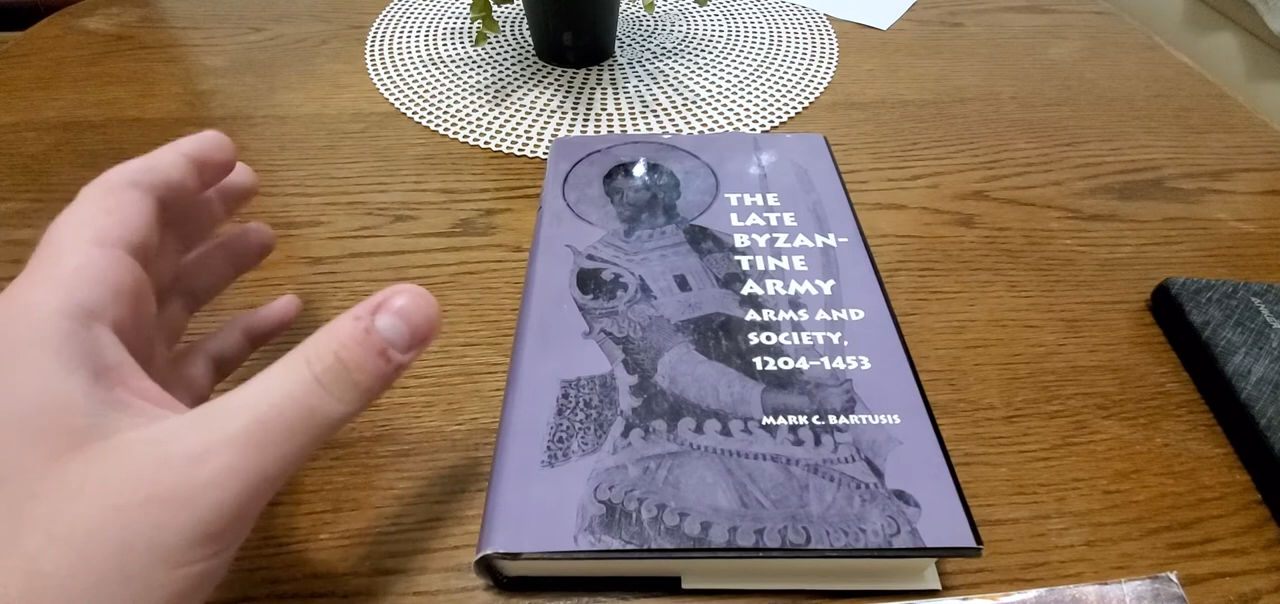 THE
LATE
BYZAN-
TINE
ARMY
ARMS AND
SOCIETY,
1204–1453
MARK C. BARTUSIS